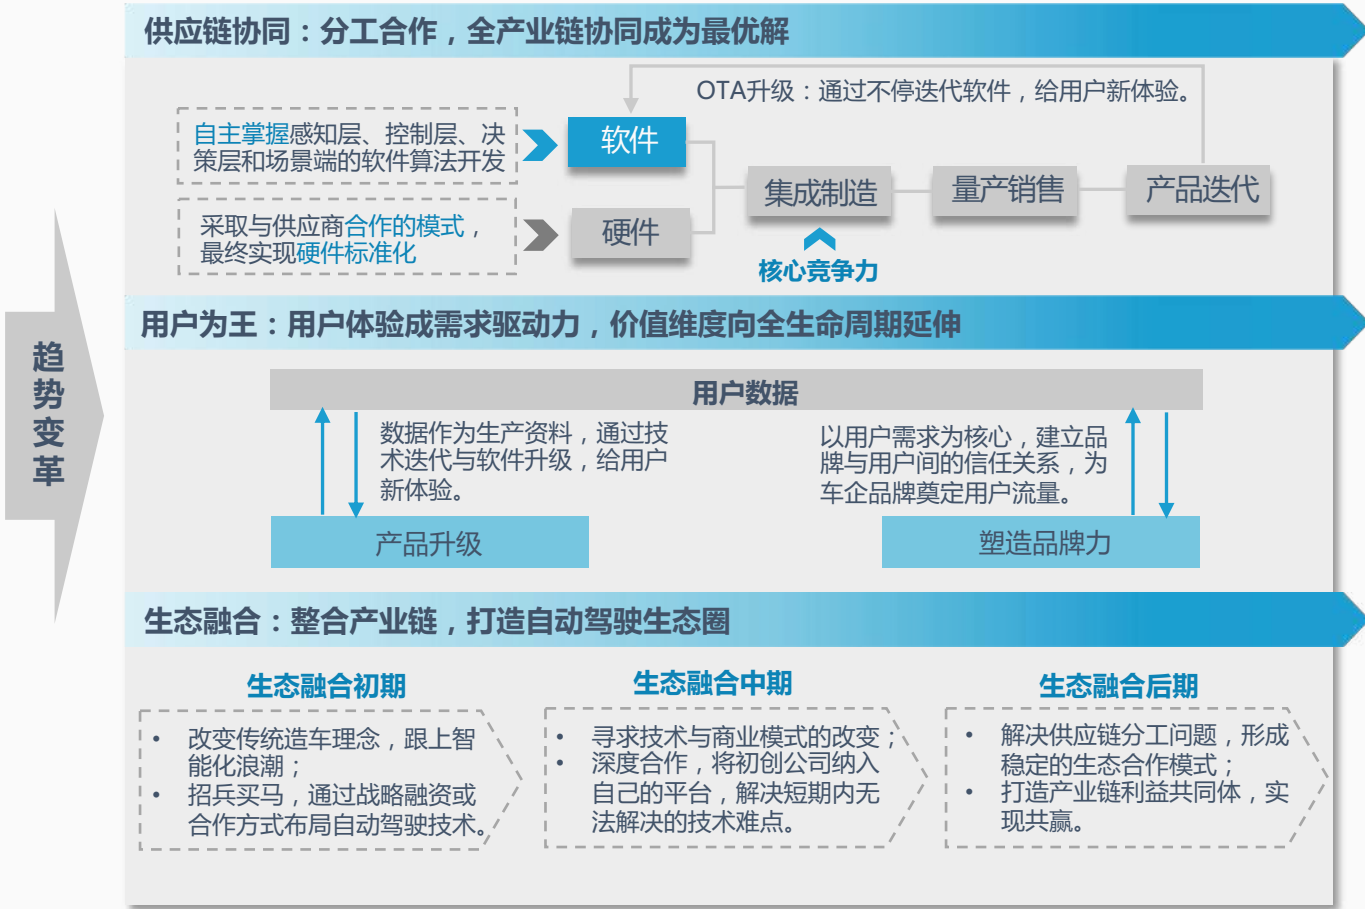 趋势变革
供应链协同：分工合作，全产业链协同成为最优解
OTA升级：通过不停迭代软件，给用户新体验。
自主掌握感知层、控制层、决
策层和场景端的软件算法开发
软件
采取与供应商合作的模式，
最终实现硬件标准化
硬件
集成制造
量产销售
产品迭代
核心竞争力
用户为王：用户体验成需求驱动力，价值维度向全生命周期延伸
用户数据
数据作为生产资料，通过技
术迭代与软件升级，给用户
新体验。
以用户需求为核心，建立品
牌与用户间的信任关系，为
车企品牌奠定用户流量。
产品升级
塑造品牌力
生态融合：整合产业链，打造自动驾驶生态圈
生态融合初期
• 改变传统造车理念，跟上智
能化浪潮；
• 招兵买马，通过战略融资或
合作方式布局自动驾驶技术。
生态融合中期
• 寻求技术与商业模式的改变；
• 深度合作，将初创公司纳入
自己的平台，解决短期内无
法解决的技术难点。
生态融合后期
• 解决供应链分工问题，形成
稳定的生态合作模式；
• 打造产业链利益共同体，实
现共赢。